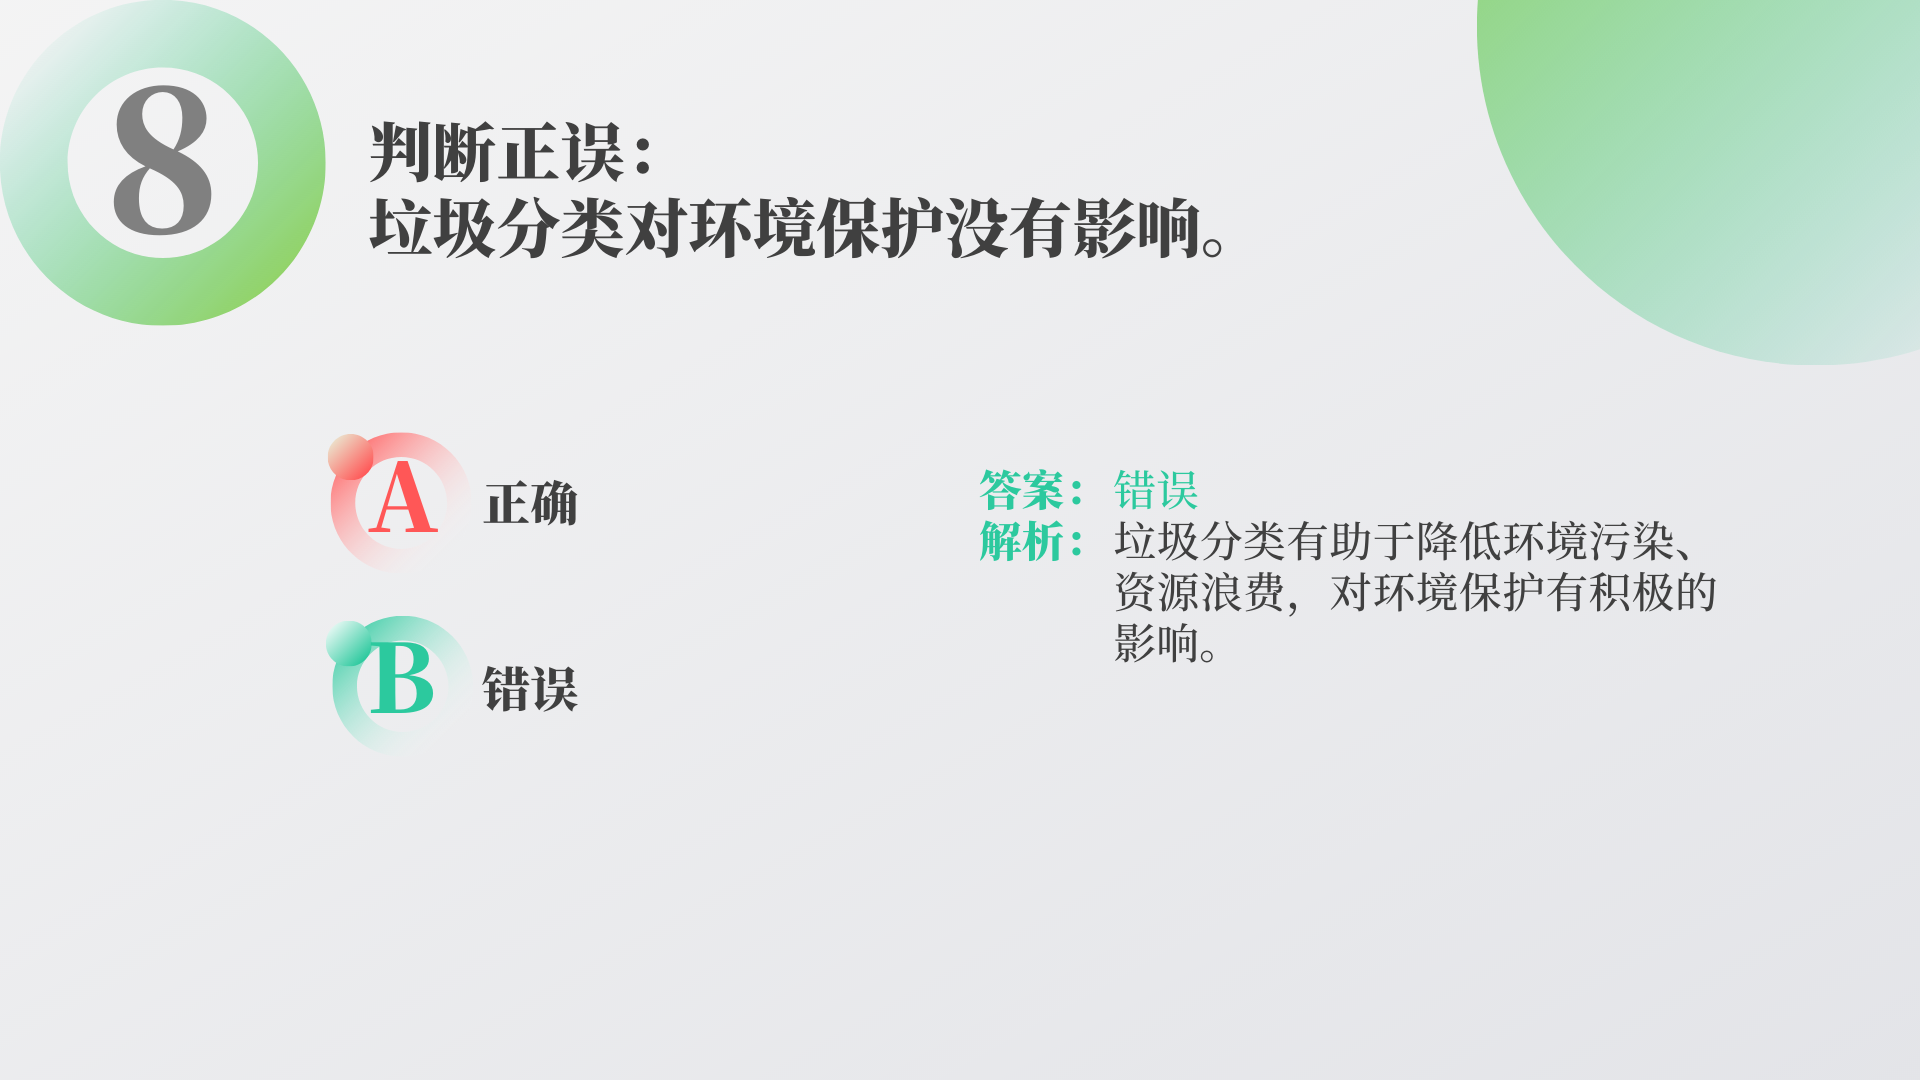 8
判断正误：
垃圾分类对环境保护没有影响。
A 正确
B 错误
答案：错误
解析：垃圾分类有助于降低环境污染、
资源浪费，对环境保护有积极的
影响。